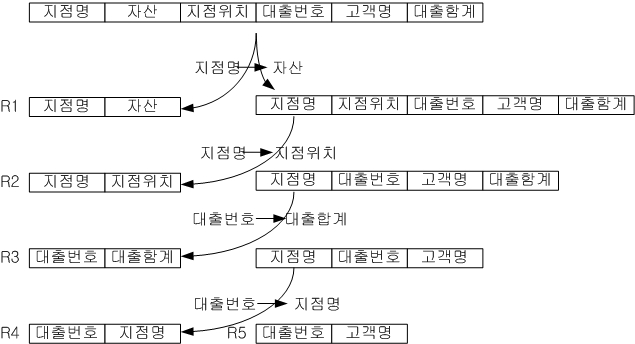 지점명 자산 지점위치 대출번호 고객명 대출함계
지점명 자산
R1 지점명 자산 지점명 지점위치 대출번호 고객명 대출함계
지점명 지점위치
R2 지점명 지점위치 지점명 대출번호 고객명 대출함계
대출번호 대출합계
R3 대출번호 대출함계 지점명 대출번호 고객명
대출번호 지점명
R4 대출번호 지점명 R5 대출번호 고객명